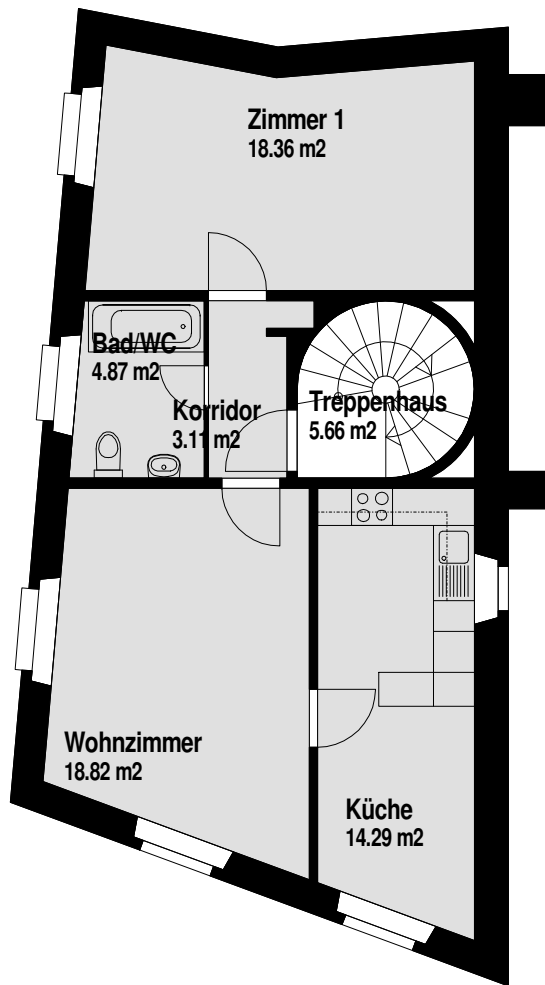 Zimmer 1
18.36 m2
Bad/WC
4.87 m2
Korridor
3.11 m2
Treppenhaus
5.66 m2
Wohnzimmer
18.82 m2
Küche
14.29 m2